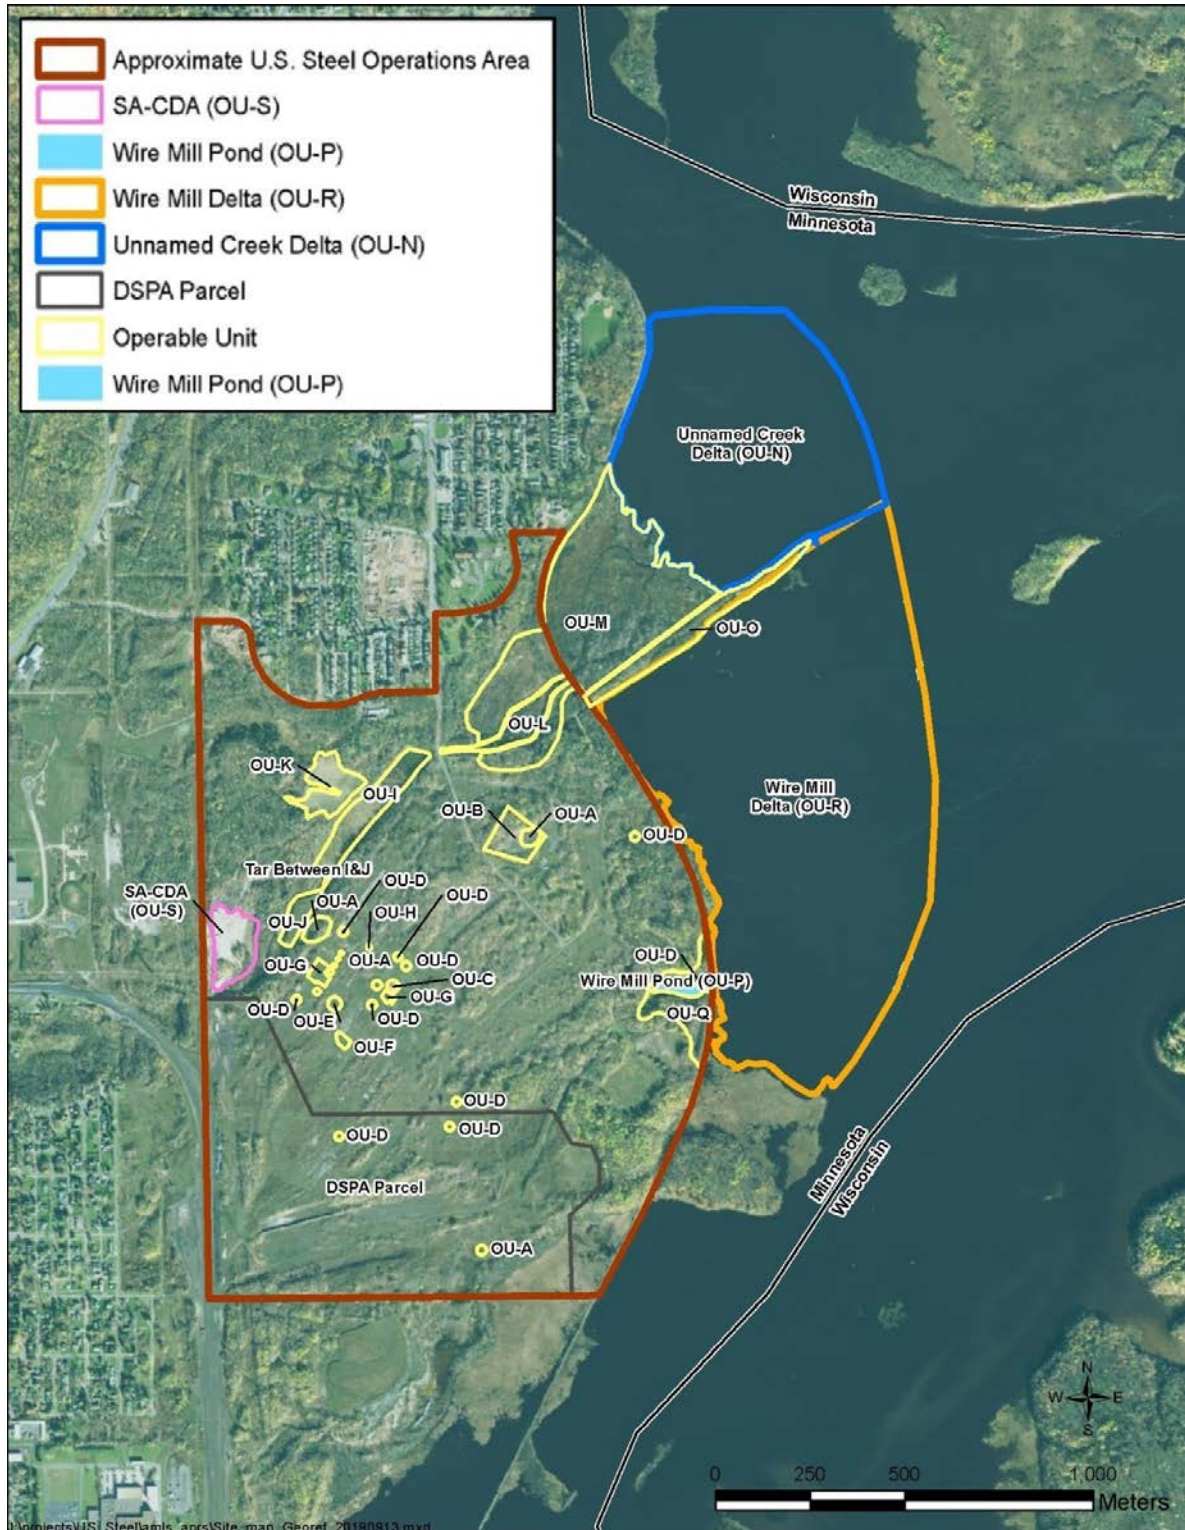 Approximate U.S. Steel Operations Area
SA-CDA (OU-S)
Wire Mill Pond (OU-P)
Wire Mill Delta (OU-R)
Unnamed Creek Delta (OU-N)
DSPA Parcel
Operable Unit
Wire Mill Pond (OU-P)
Wisconsin
Minnesota
Unnamed Creek
Delta (OU-N)
OU-M
OU-O
OU-L
OU-K
OU-I
Wire Mill
Delta (OU-R)
OU-B
OU-A
OU-D
Tar Between I&J
SA-CDA
(OU-S)
OU-A
OU-D
OU-D
OU-J
OU-H
OU-G
OU-A
OU-D
OU-C
OU-G
OU-D
OU-E
OU-D
OU-F
OU-D
Wire Mill Pond (OU-P)
OU-Q
OU-D
OU-D
OU-D
DSPA Parcel
OU-A
Minnesota
Wisconsin
N
W E
S
0 250 500 1,000
Meters